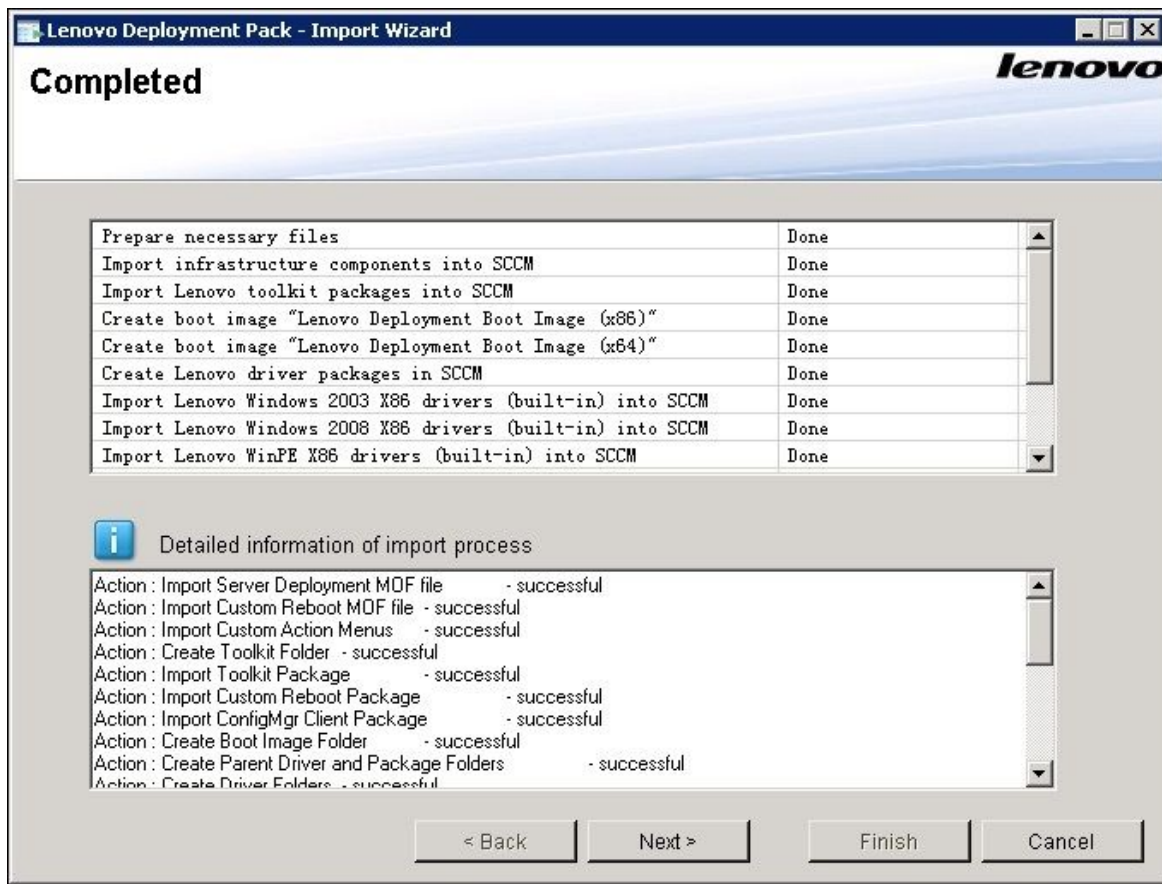 Lenovo Deployment Pack - Import Wizard
Completed
lenovo
Prepare necessary files Done
Import infrastructure components into SCCM Done
Import Lenovo toolkit packages into SCCM Done
Create boot image "Lenovo Deployment Boot Image (x86)" Done
Create boot image "Lenovo Deployment Boot Image (x64)" Done
Create Lenovo driver packages in SCCM Done
Import Lenovo Windows 2003 X86 drivers (built-in) into SCCM Done
Import Lenovo Windows 2008 X86 drivers (built-in) into SCCM Done
Import Lenovo WinPE X86 drivers (built-in) into SCCM Done
i Detailed information of import process
Action : Import Server Deployment MOF file - successful
Action : Import Custom Reboot MOF file - successful
Action : Import Custom Action Menus - successful
Action : Create Toolkit Folder - successful
Action : Import Toolkit Package - successful
Action : Import Custom Reboot Package - successful
Action : Import ConfigMgr Client Package - successful
Action : Create Boot Image Folder - successful
Action : Create Parent Driver and Package Folders - successful
Action : Create Driver Folders - successful
< Back Next > Finish Cancel